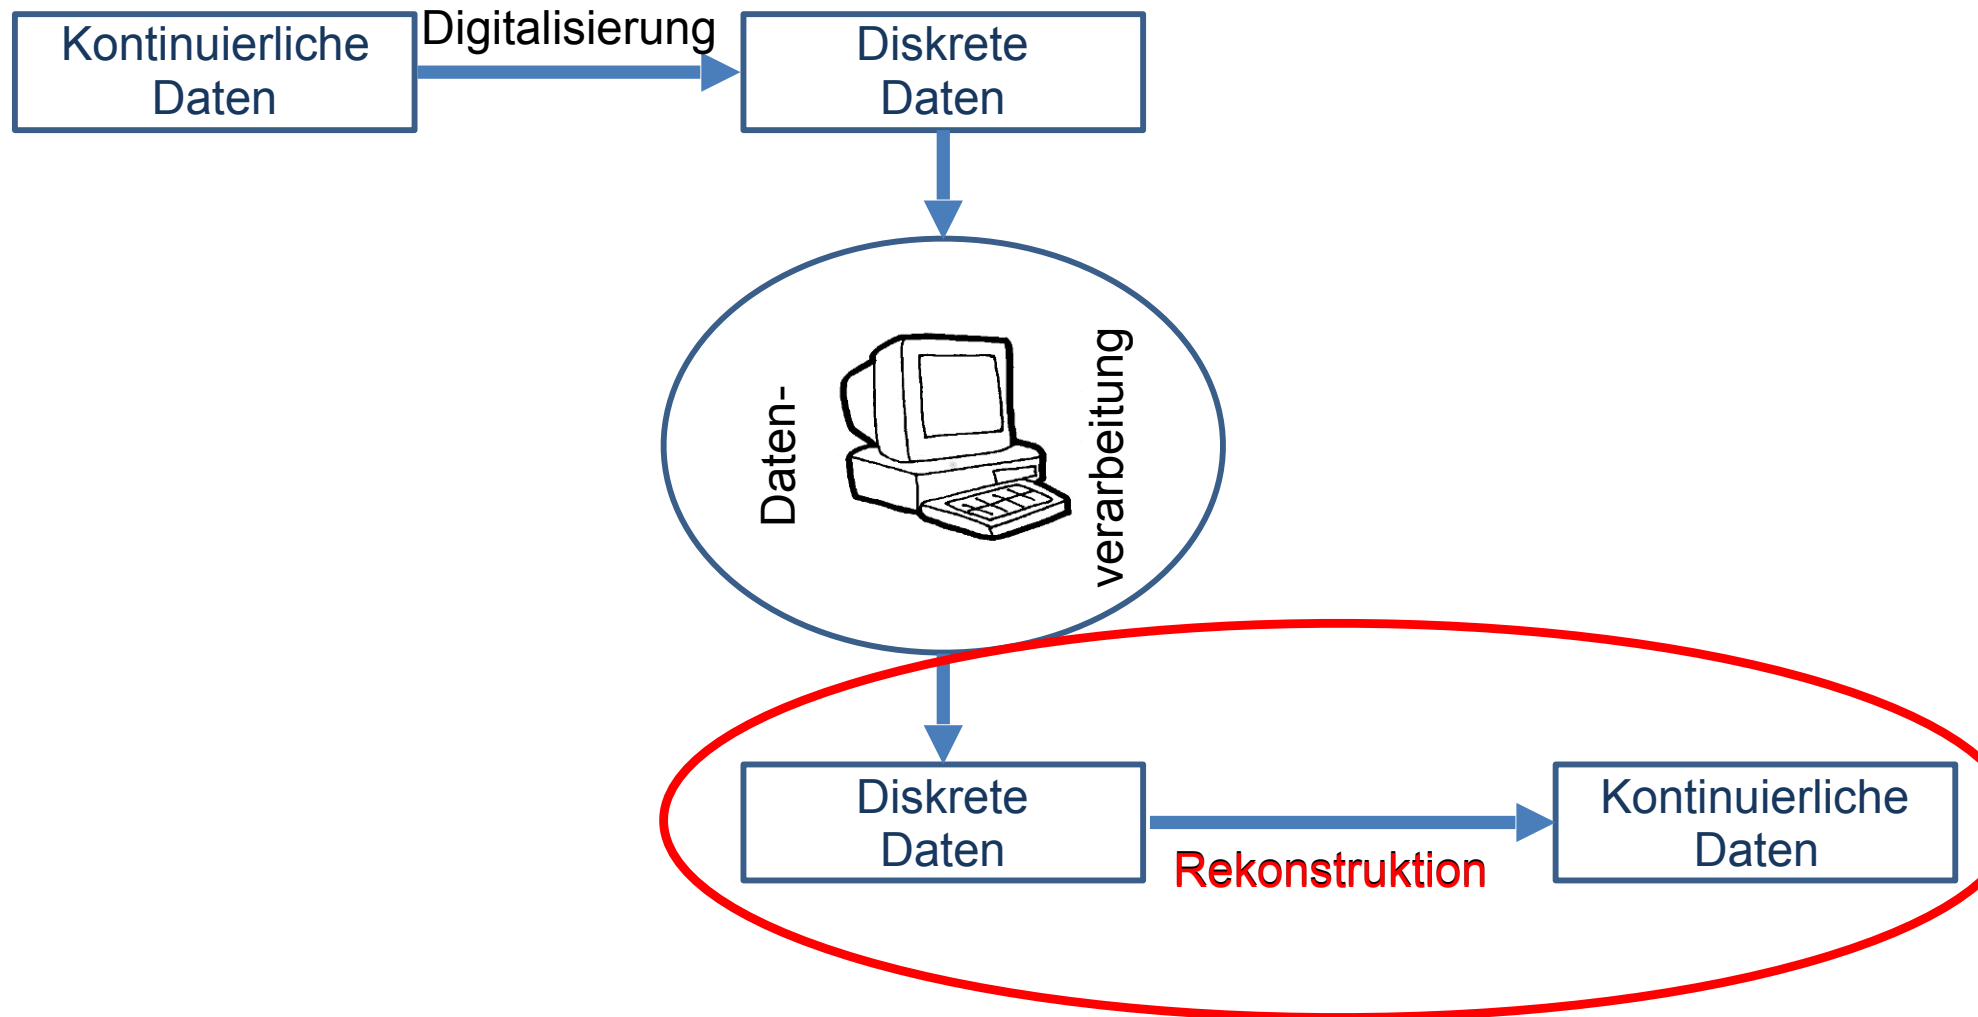 Kontinuierliche
Daten
Digitalisierung
Diskrete
Daten
Daten-
verarbeitung
Diskrete
Daten
Rekonstruktion
Kontinuierliche
Daten